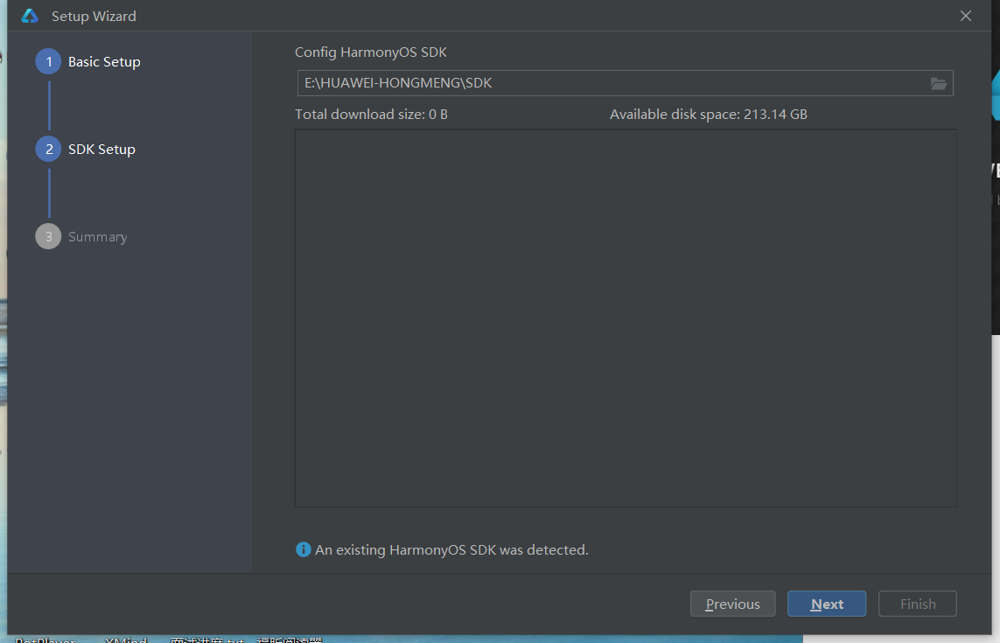 Setup Wizard
1 Basic Setup
Config HarmonyOS SDK
E:\HUAWEI-HONGMENG\SDK
Total download size: 0 B
Available disk space: 213.14 GB
2 SDK Setup
3 Summary
An existing HarmonyOS SDK was detected.
Previous
Next
Finish